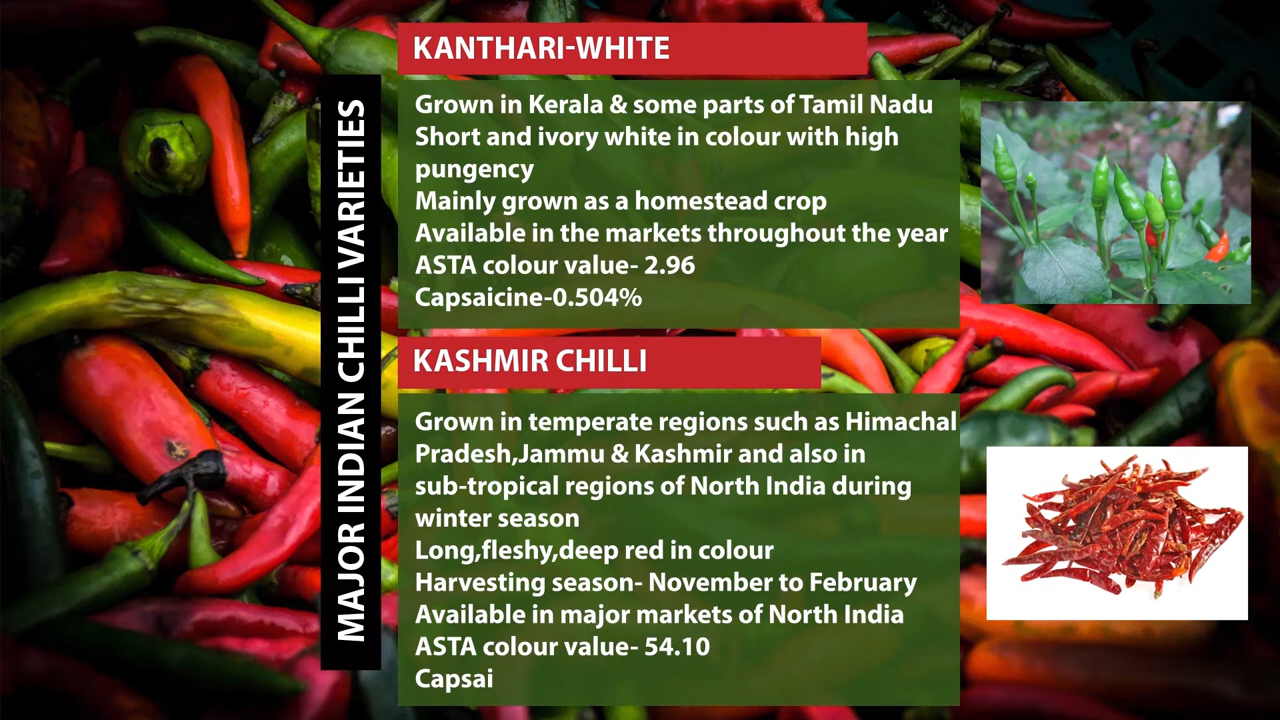 MAJOR INDIAN CHILLI VARIETIES
KANTHARI-WHITE
Grown in Kerala & some parts of Tamil Nadu
Short and ivory white in colour with high
pungency
Mainly grown as a homestead crop
Available in the markets throughout the year
ASTA colour value- 2.96
Capsaicine-0.504%
KASHMIR CHILLI
Grown in temperate regions such as Himachal
Pradesh,Jammu & Kashmir and also in
sub-tropical regions of North India during
winter season
Long,fleshy,deep red in colour
Harvesting season- November to February
Available in major markets of North India
ASTA colour value- 54.10
Capsai